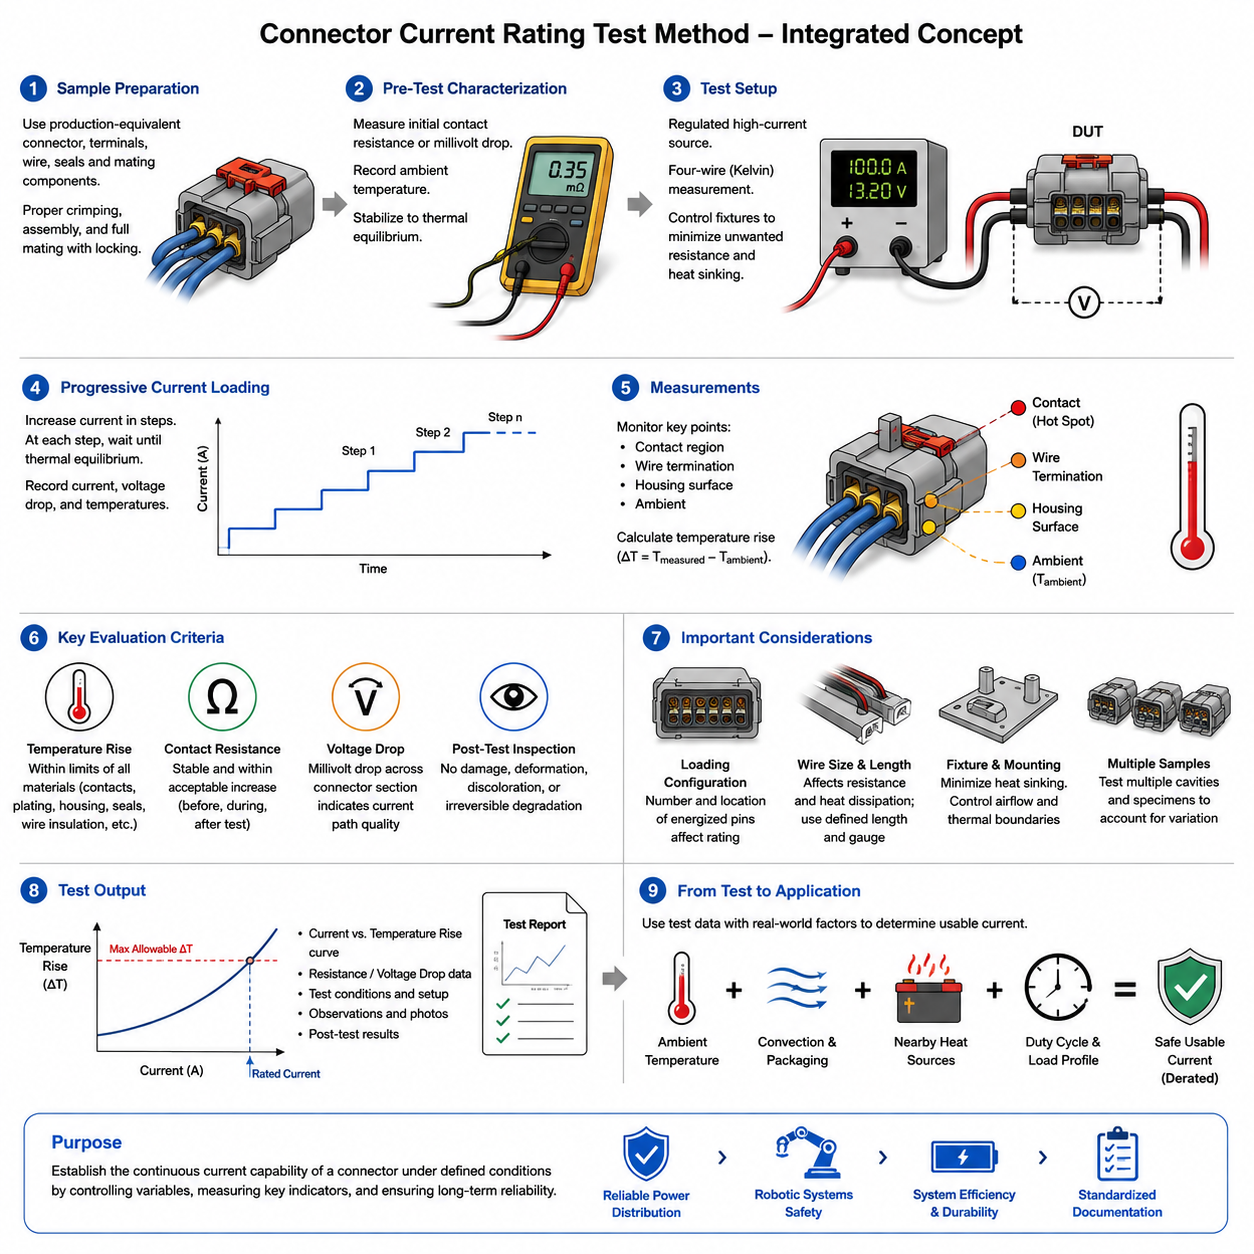 Connector Current Rating Test Method – Integrated Concept
1 Sample Preparation
Use production-equivalent
connector, terminals,
wire, seals and mating
components.
Proper crimping,
assembly, and full
mating with locking.
2 Pre-Test Characterization
Measure initial contact
resistance or millivolt drop.
Record ambient
temperature.
Stabilize to thermal
equilibrium.
0.35
mΩ
3 Test Setup
Regulated high-current
source.
Four-wire (Kelvin)
measurement.
Control fixtures to
minimize unwanted
resistance and
heat sinking.
100.0 A
13.20 V
+ −
DUT
V
4 Progressive Current Loading
Increase current in steps.
At each step, wait until
thermal equilibrium.
Record current, voltage
drop, and temperatures.
Current (A)
Step 1
Step 2
Step n
Time
5 Measurements
Monitor key points:
• Contact region
• Wire termination
• Housing surface
• Ambient
Calculate temperature rise
(ΔT = Tmeasured – Tambient).
Contact
(Hot Spot)
Wire
Termination
Housing
Surface
Ambient
(Tambient)
6 Key Evaluation Criteria
Temperature Rise
Within limits of all
materials (contacts,
plating, housing, seals,
wire insulation, etc.)
Ω
Contact Resistance
Stable and within
acceptable increase
(before, during,
after test)
V
Voltage Drop
Millivolt drop across
connector section
indicates current
path quality
Post-Test Inspection
No damage, deformation,
discoloration, or
irreversible degradation
7 Important Considerations
Loading
Configuration
Number and location
of energized pins
affect rating
Wire Size & Length
Affects resistance
and heat dissipation;
use defined length
and gauge
Fixture & Mounting
Minimize heat sinking.
Control airflow and
thermal boundaries
Multiple Samples
Test multiple cavities
and specimens to
account for variation
8 Test Output
Temperature
Rise
(ΔT)
Max Allowable ΔT
Current (A)
Rated Current
• Current vs. Temperature Rise
curve
• Resistance / Voltage Drop data
• Test conditions and setup
• Observations and photos
• Post-test results
Test Report
9 From Test to Application
Use test data with real-world factors to determine usable current.
+ + + =
Ambient
Temperature
Convection &
Packaging
Nearby Heat
Sources
Duty Cycle &
Load Profile
Safe Usable
Current
(Derated)
Purpose
Establish the continuous current capability of a connector under defined conditions
by controlling variables, measuring key indicators, and ensuring long-term reliability.
Reliable Power
Distribution
Robotic Systems
Safety
System Efficiency
& Durability
Standardized
Documentation